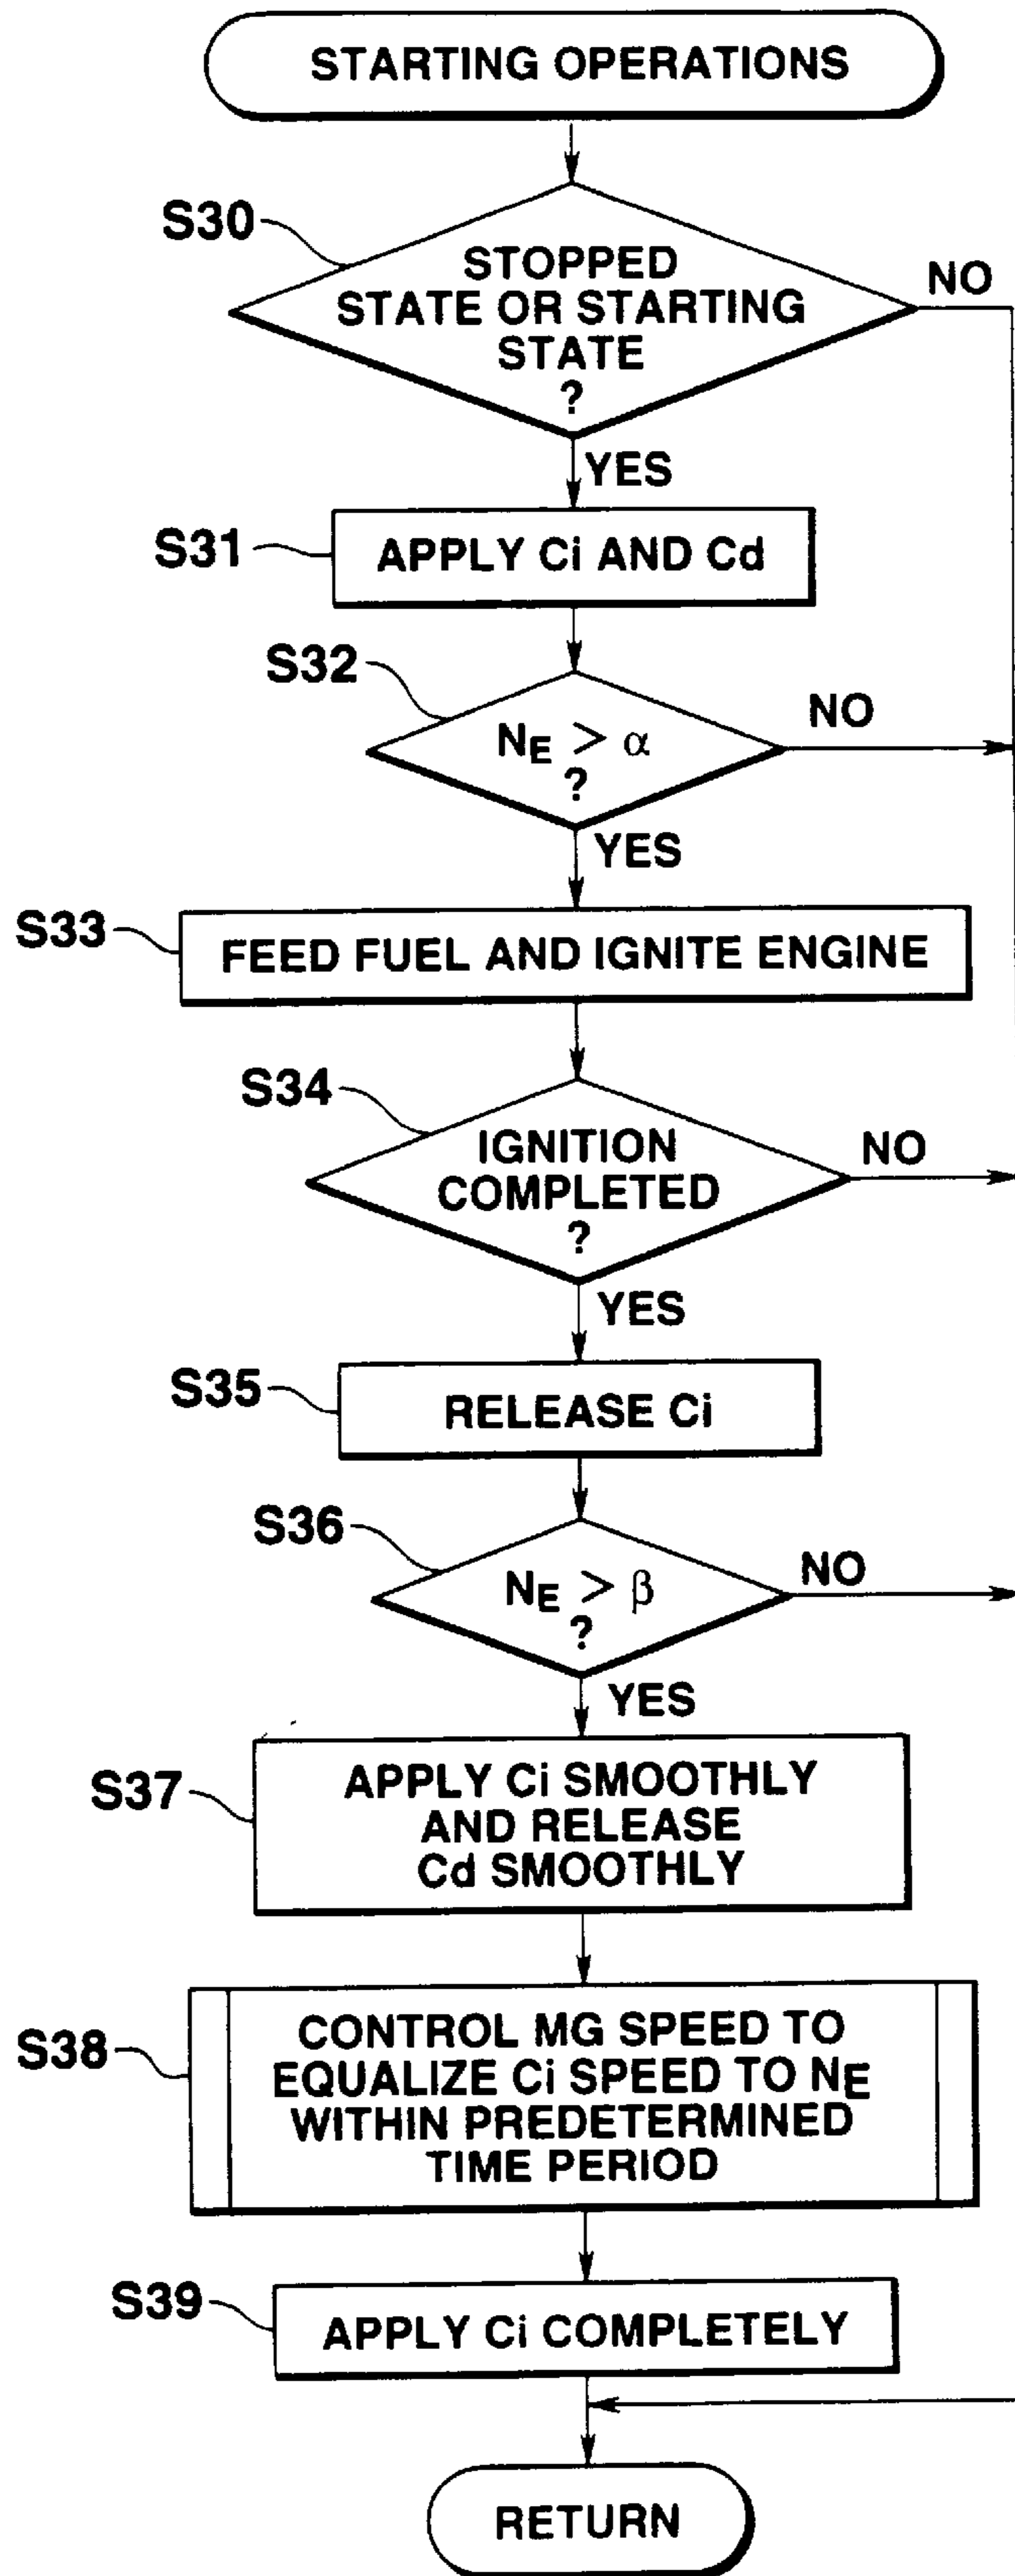 STARTING OPERATIONS
S30
STOPPED
STATE OR STARTING
STATE
?
NO
YES
S31
APPLY Ci AND Cd
S32
NE > α
?
NO
YES
S33
FEED FUEL AND IGNITE ENGINE
S34
IGNITION
COMPLETED
?
NO
YES
S35
RELEASE Ci
S36
NE > β
?
NO
YES
S37
APPLY Ci SMOOTHLY
AND RELEASE
Cd SMOOTHLY
S38
CONTROL MG SPEED TO
EQUALIZE Ci SPEED TO NE
WITHIN PREDETERMINED
TIME PERIOD
S39
APPLY Ci COMPLETELY
RETURN